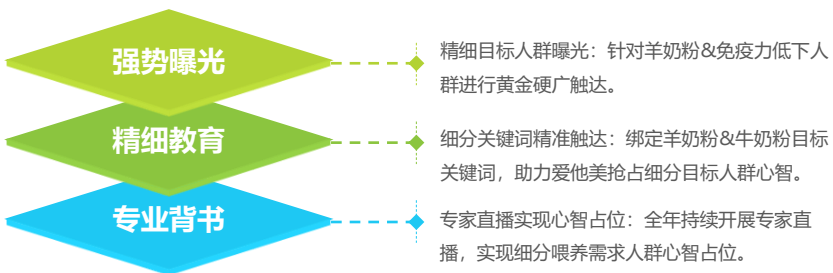 强势曝光
精细目标人群曝光：针对羊奶粉&免疫力低下人
群进行黄金硬广触达。
精细教育
细分关键词精准触达：绑定羊奶粉&牛奶粉目标
关键词，助力爱他美抢占细分目标人群心智。
专业背书
专家直播实现心智占位：全年持续开展专家直
播，实现细分喂养需求人群心智占位。